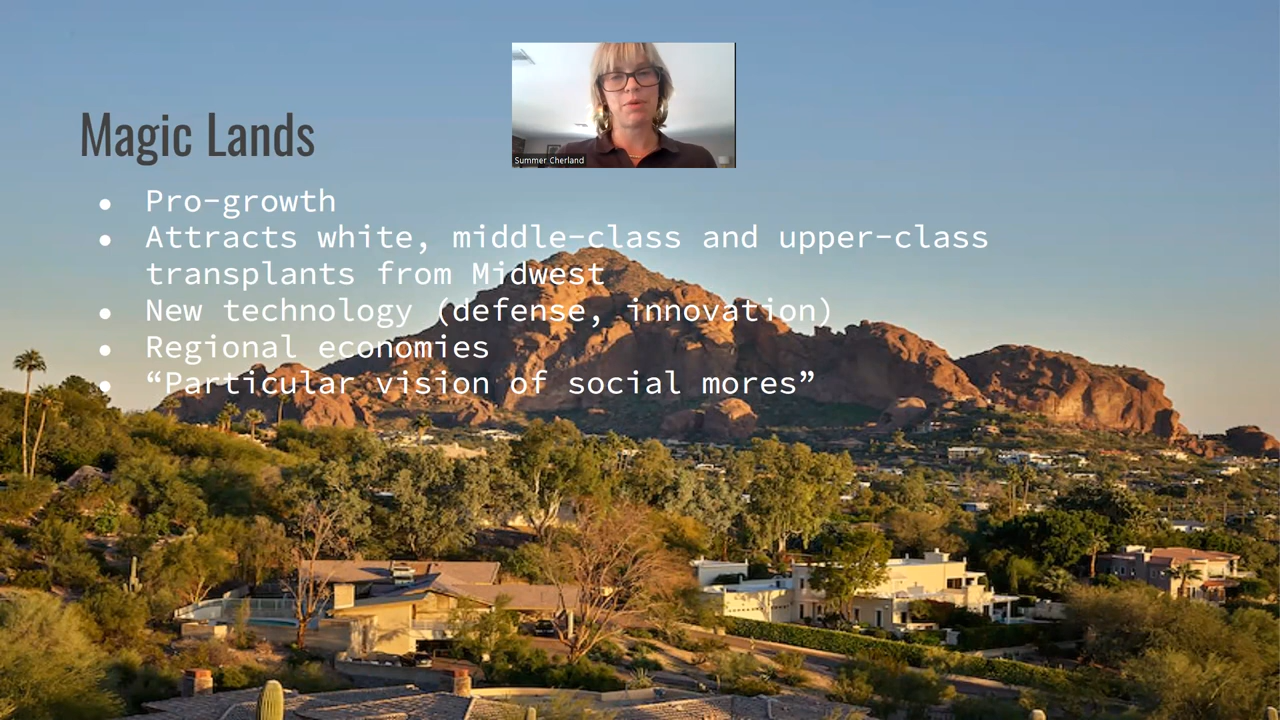 Summer Cherland
Magic Lands
● Pro-growth
● Attracts white, middle-class and upper-class
transplants from Midwest
● New technology (defense, innovation)
● Regional economies
● “Particular vision of social mores”